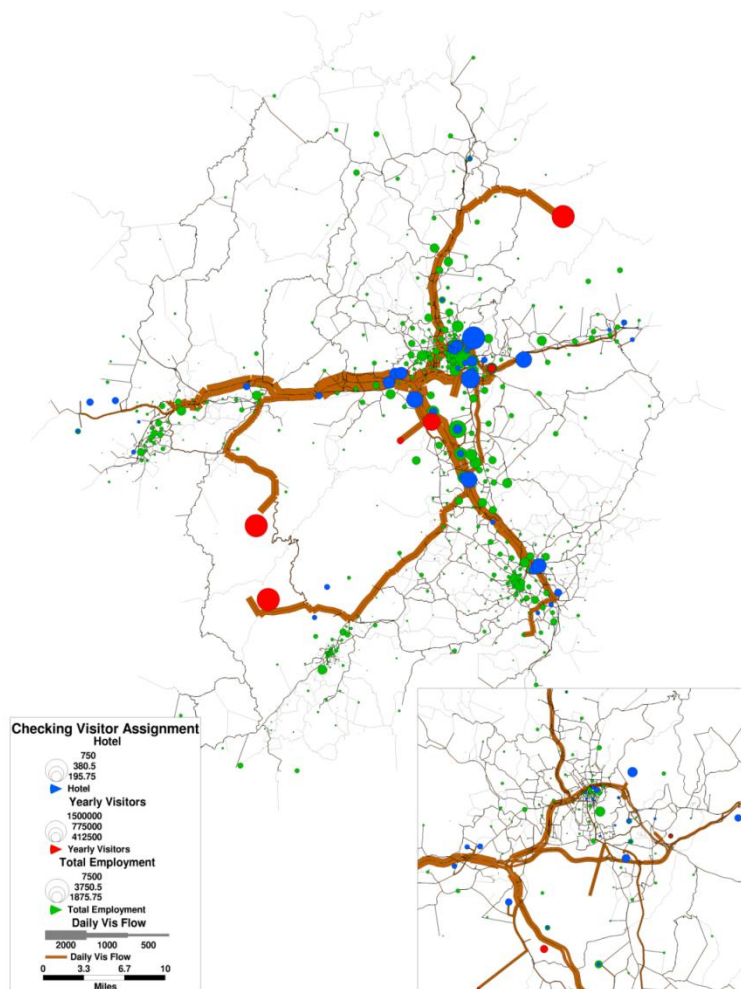 Checking Visitor Assignment
Hotel
750
380.5
195.75
Hotel
Yearly Visitors
1500000
775000
412500
Yearly Visitors
Total Employment
7500
3750.5
1875.75
Total Employment
Daily Vis Flow
2000 1000 500
Daily Vis Flow
0 3.3 6.7 10
Miles